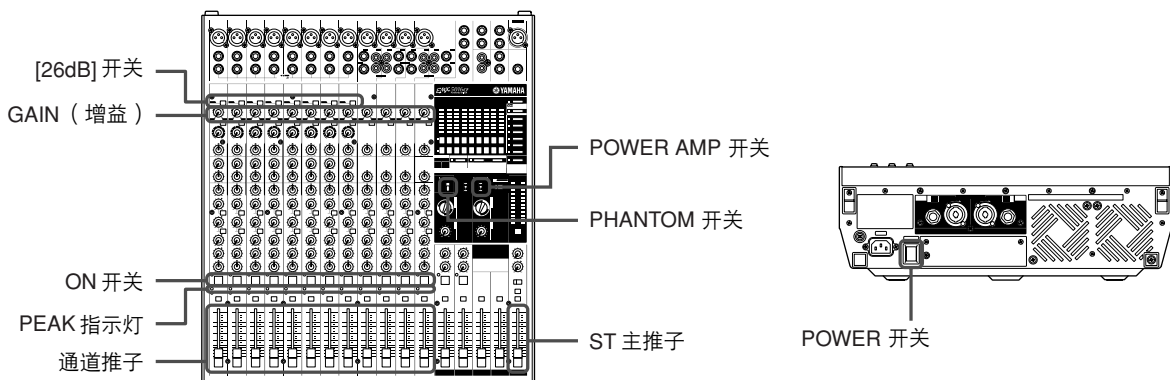 YAMAHA
[26dB] 开关
GAIN（增益）
POWER AMP 开关
PHANTOM 开关
ON 开关
PEAK 指示灯
通道推子
ST 主推子
POWER 开关